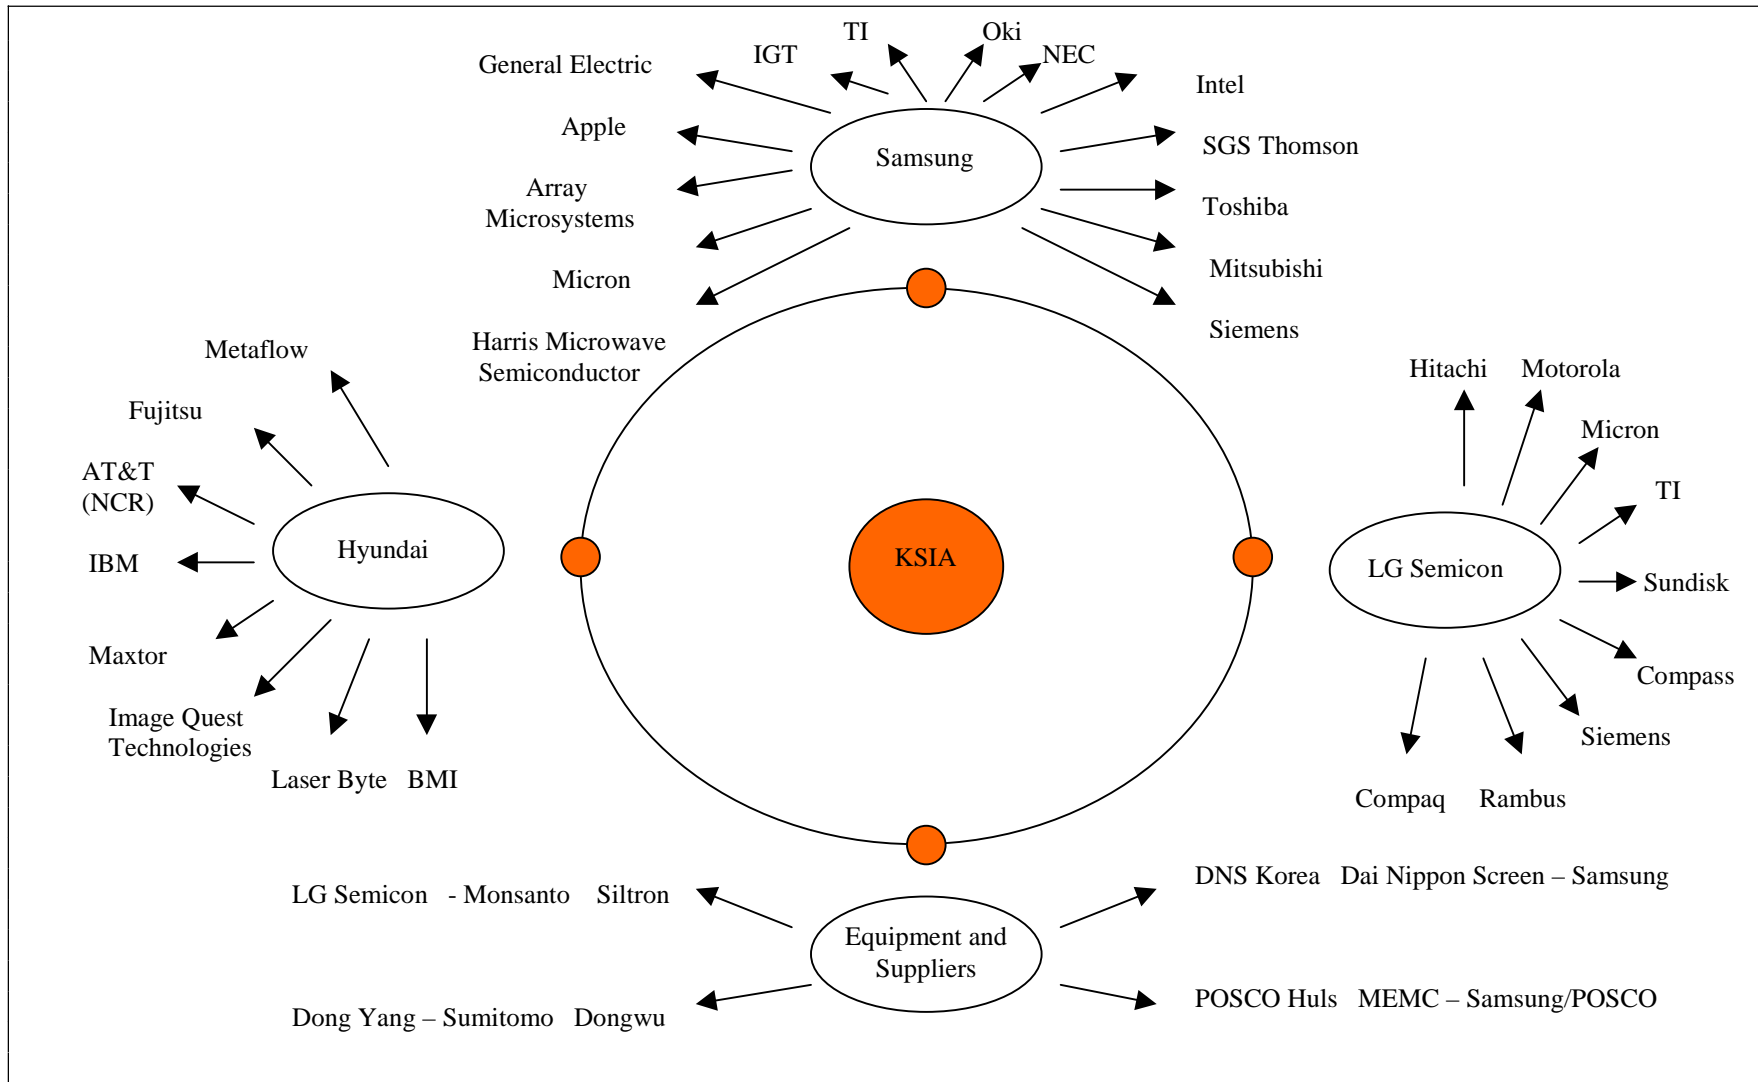 TI
Oki
IGT
NEC
General Electric
Intel
Apple
SGS Thomson
Samsung
Array
Microsystems
Toshiba
Micron
Mitsubishi
Harris Microwave
Semiconductor
Siemens
Metaflow
Fujitsu
AT&T
(NCR)
IBM
Hyundai
Maxtor
Image Quest
Technologies
Laser Byte BMI
KSIA
Hitachi
Motorola
Micron
TI
LG Semicon
Sundisk
Compass
Siemens
Compaq
Rambus
LG Semicon - Monsanto Siltron
DNS Korea Dai Nippon Screen – Samsung
Equipment and
Suppliers
Dong Yang – Sumitomo Dongwu
POSCO Huls MEMC – Samsung/POSCO